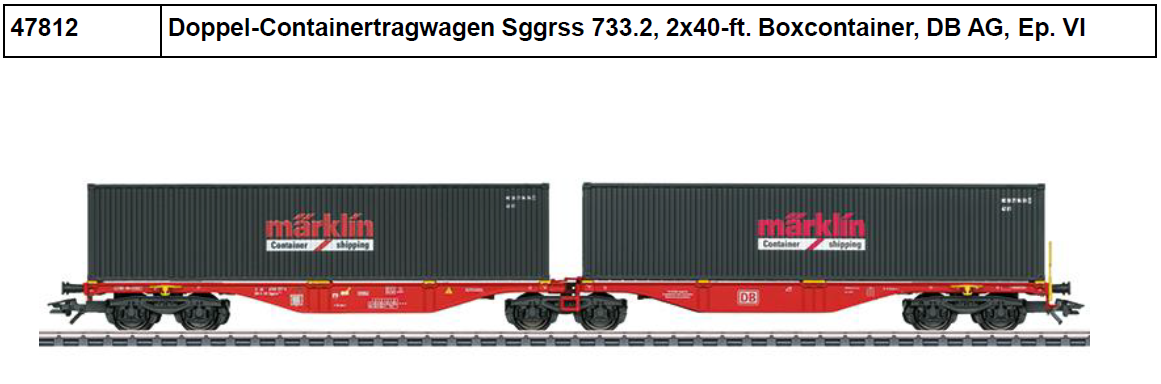 47812
Doppel-Containertragwagen Sggrss 733.2, 2x40-ft. Boxcontainer, DB AG, Ep. VI
märklin
Container shipping
märklin
Container shipping
DB